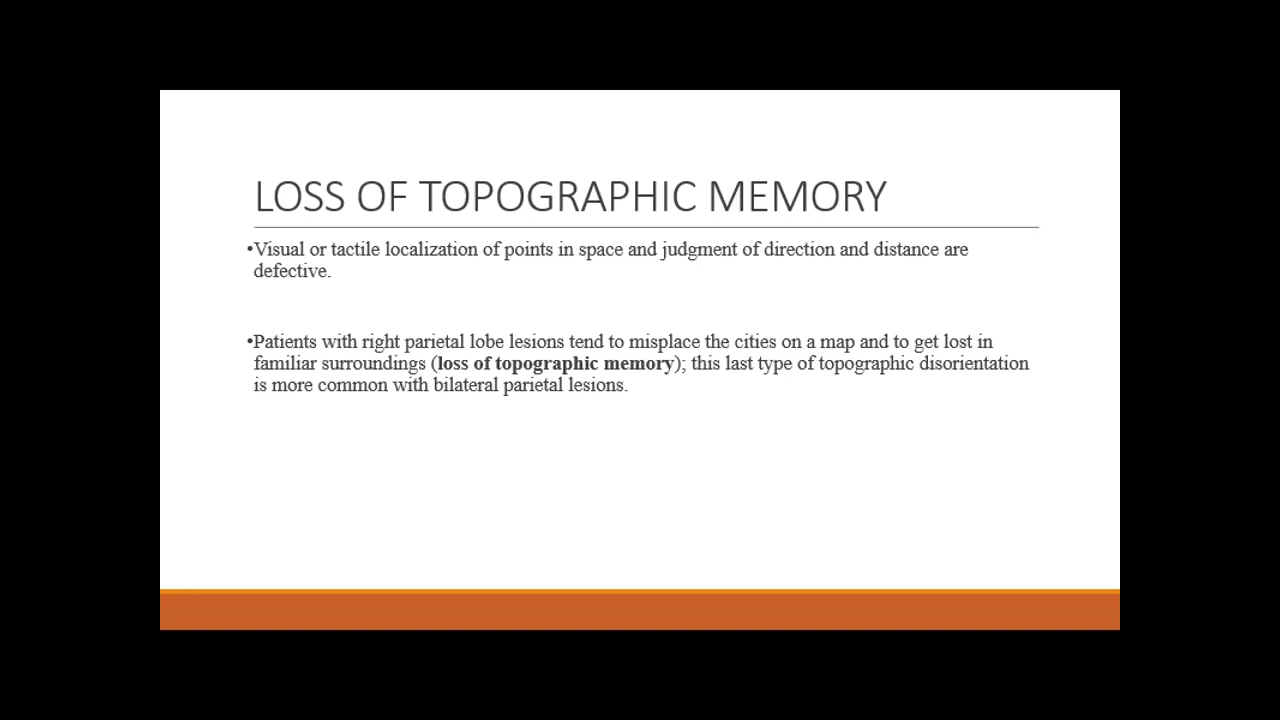 LOSS OF TOPOGRAPHIC MEMORY
•Visual or tactile localization of points in space and judgment of direction and distance are
defective.
•Patients with right parietal lobe lesions tend to misplace the cities on a map and to get lost in
familiar surroundings (loss of topographic memory); this last type of topographic disorientation
is more common with bilateral parietal lesions.